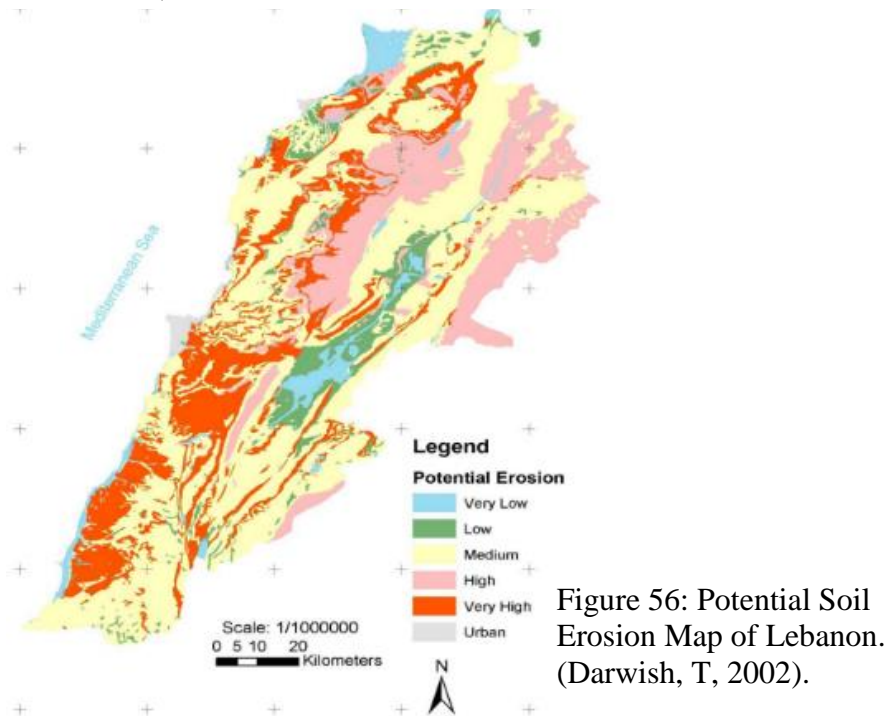 Mediterranean Sea
Legend
Potential Erosion
Very Low
Low
Medium
High
Very High
Urban
Scale: 1/1000000
0 5 10 20
Kilometers
N
Figure 56: Potential Soil
Erosion Map of Lebanon.
(Darwish, T, 2002).